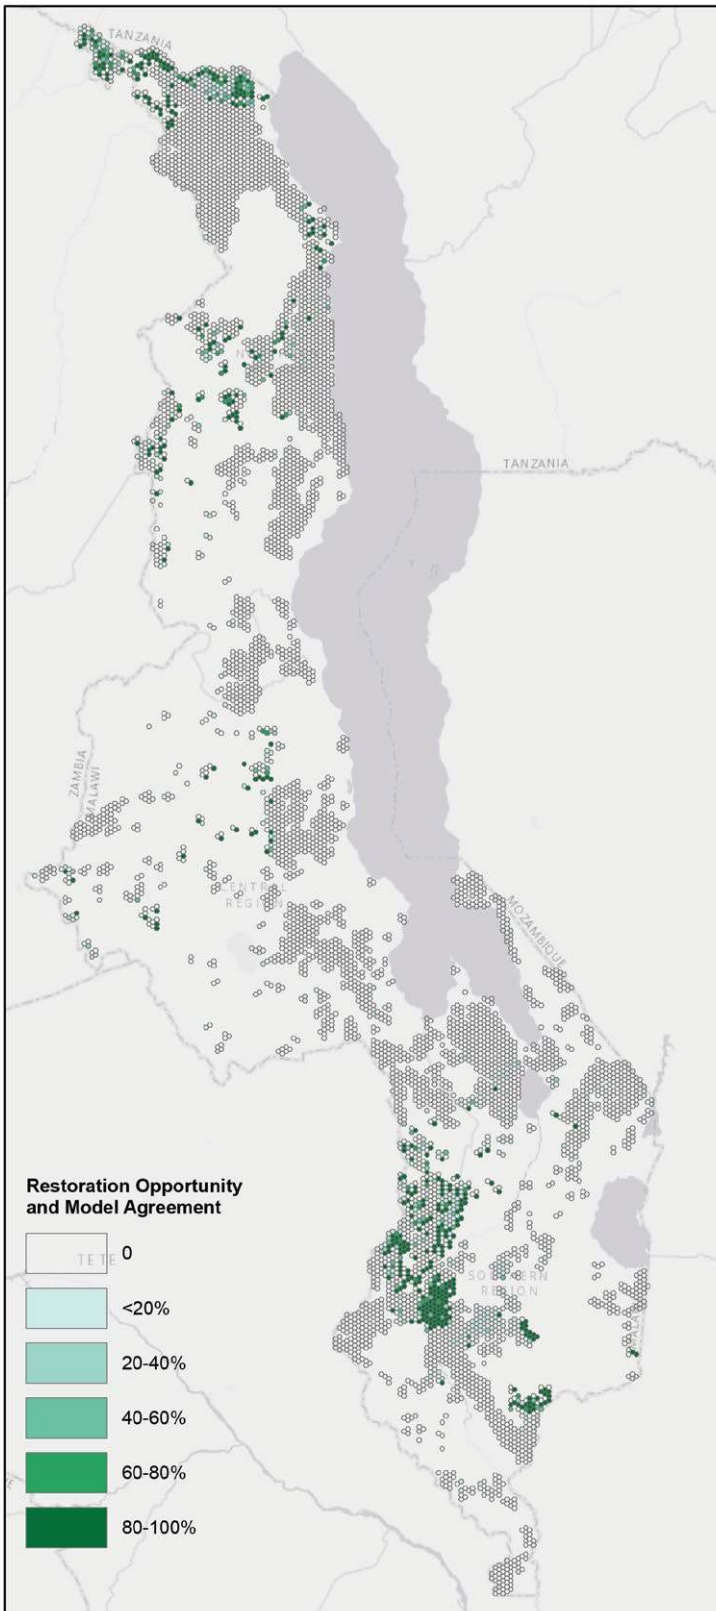 TANZANIA
N
TANZANIA
ZAMBIA
MALAWI
CENTRAL
REGION
MOZAMBIQUE
Restoration Opportunity
and Model Agreement
0
TETE
<20%
20-40%
40-60%
60-80%
80-100%
SOUTHERN
REGION
MALA